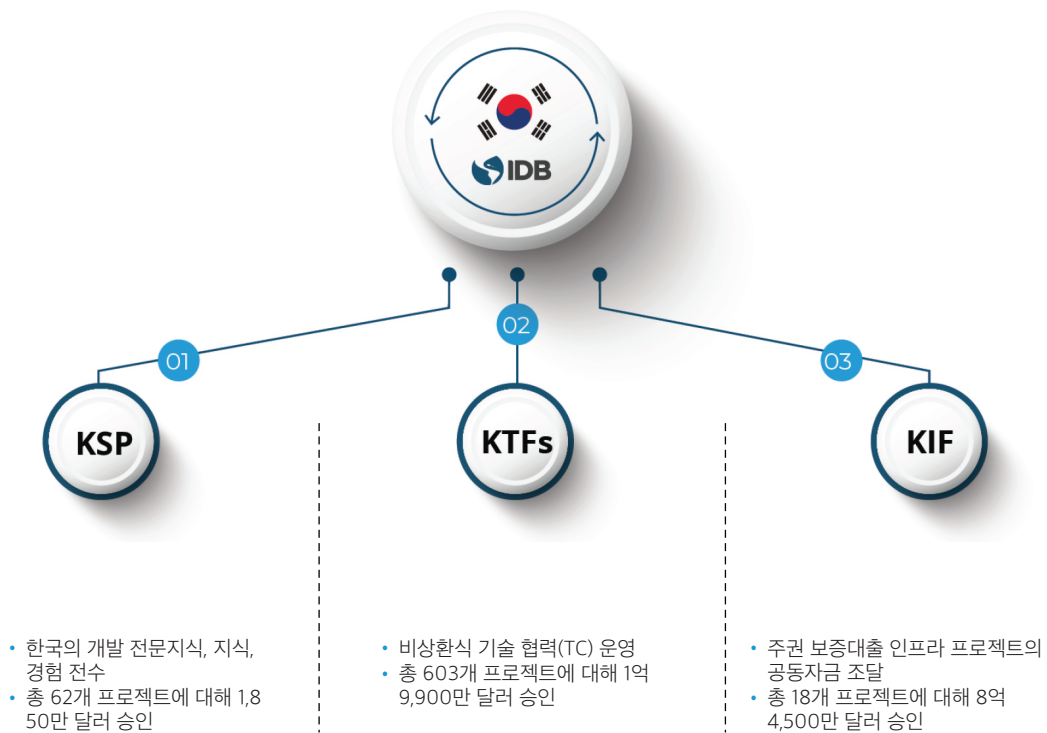 IDB
01
02
03
KSP
KTFs
KIF
• 한국의 개발 전문지식, 지식,
경험 전수
• 총 62개 프로젝트에 대해 1,8
50만 달러 승인
• 비상환식 기술 협력(TC) 운영
• 총 603개 프로젝트에 대해 1억
9,900만 달러 승인
• 주권 보증대출 인프라 프로젝트의
공동자금 조달
• 총 18개 프로젝트에 대해 8억
4,500만 달러 승인